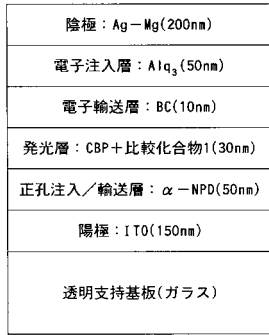 陰極：Ag－Mg(200nm)
電子注入層：Alq₃(50nm)
電子輸送層：BC(10nm)
発光層：CBP＋比較化合物1(30nm)
正孔注入／輸送層：α－NPD(50nm)
陽極：ITO(150nm)
透明支持基板(ガラス)